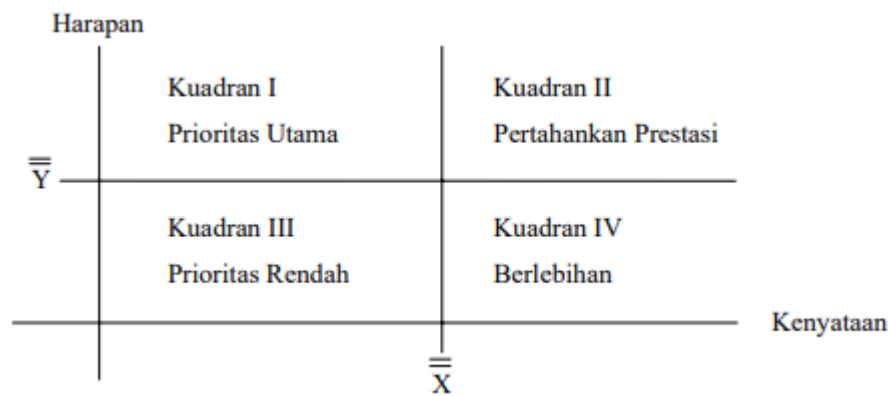 Harapan
Kuadran I
Prioritas Utama
Kuadran II
Pertahankan Prestasi
Y
Kuadran III
Prioritas Rendah
Kuadran IV
Berlebihan
Kenyataan
X